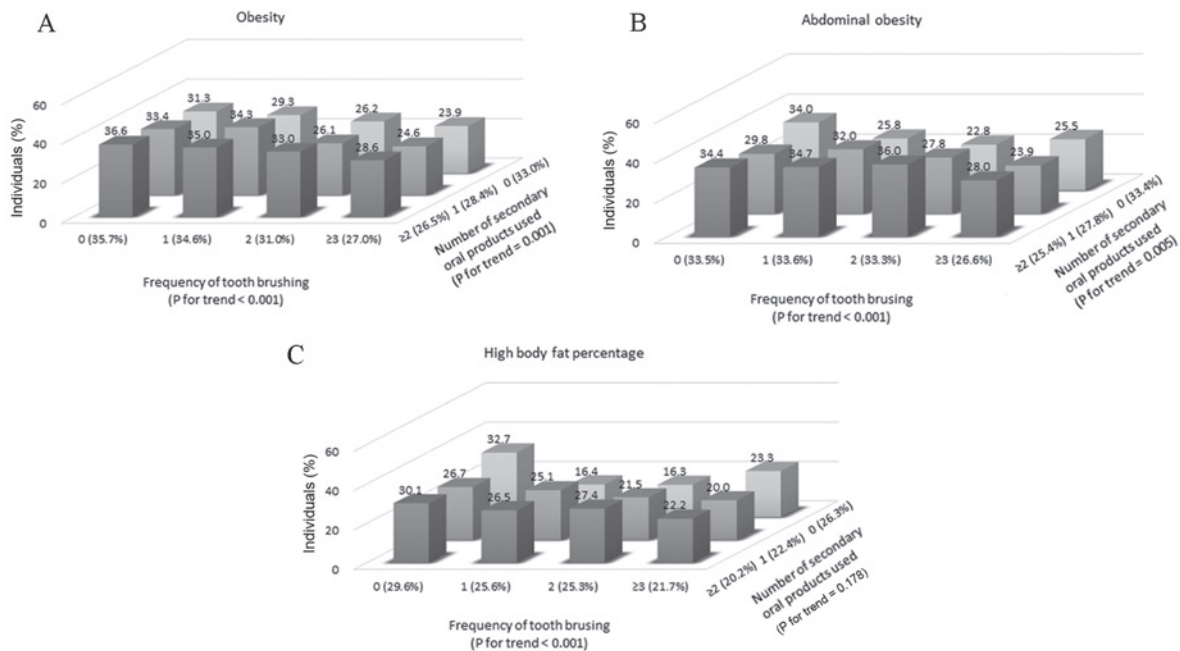 A
Obesity
Individuals (%)
60
40
20
0
31.3
29.3
26.2
23.9
33.4
34.3
26.1
24.6
36.6
35.0
33.0
28.6
0 (35.7%)
1 (34.6%)
2 (31.0%)
≥3 (27.0%)
Frequency of tooth brushing
(P for trend < 0.001)
≥2 (26.5%) 1 (28.4%) 0 (33.0%)
Number of secondary
oral products used
(P for trend = 0.001)
B
Abdominal obesity
Individuals (%)
60
40
20
0
34.0
25.8
22.8
25.5
29.8
32.0
27.8
23.9
34.4
34.7
36.0
28.0
0 (33.5%)
1 (33.6%)
2 (33.3%)
≥3 (26.6%)
Frequency of tooth brusing
(P for trend < 0.001)
≥2 (25.4%) 1 (27.8%) 0 (33.4%)
Number of secondary
oral products used
(P for trend = 0.005)
C
High body fat percentage
Individuals (%)
60
40
20
0
32.7
16.4
16.3
23.3
26.7
25.1
21.5
20.0
30.1
26.5
27.4
22.2
0 (29.6%)
1 (25.6%)
2 (25.3%)
≥3 (21.7%)
Frequency of tooth brusing
(P for trend < 0.001)
≥2 (20.2%) 1 (22.4%) 0 (26.3%)
Number of secondary
oral products used
(P for trend = 0.178)